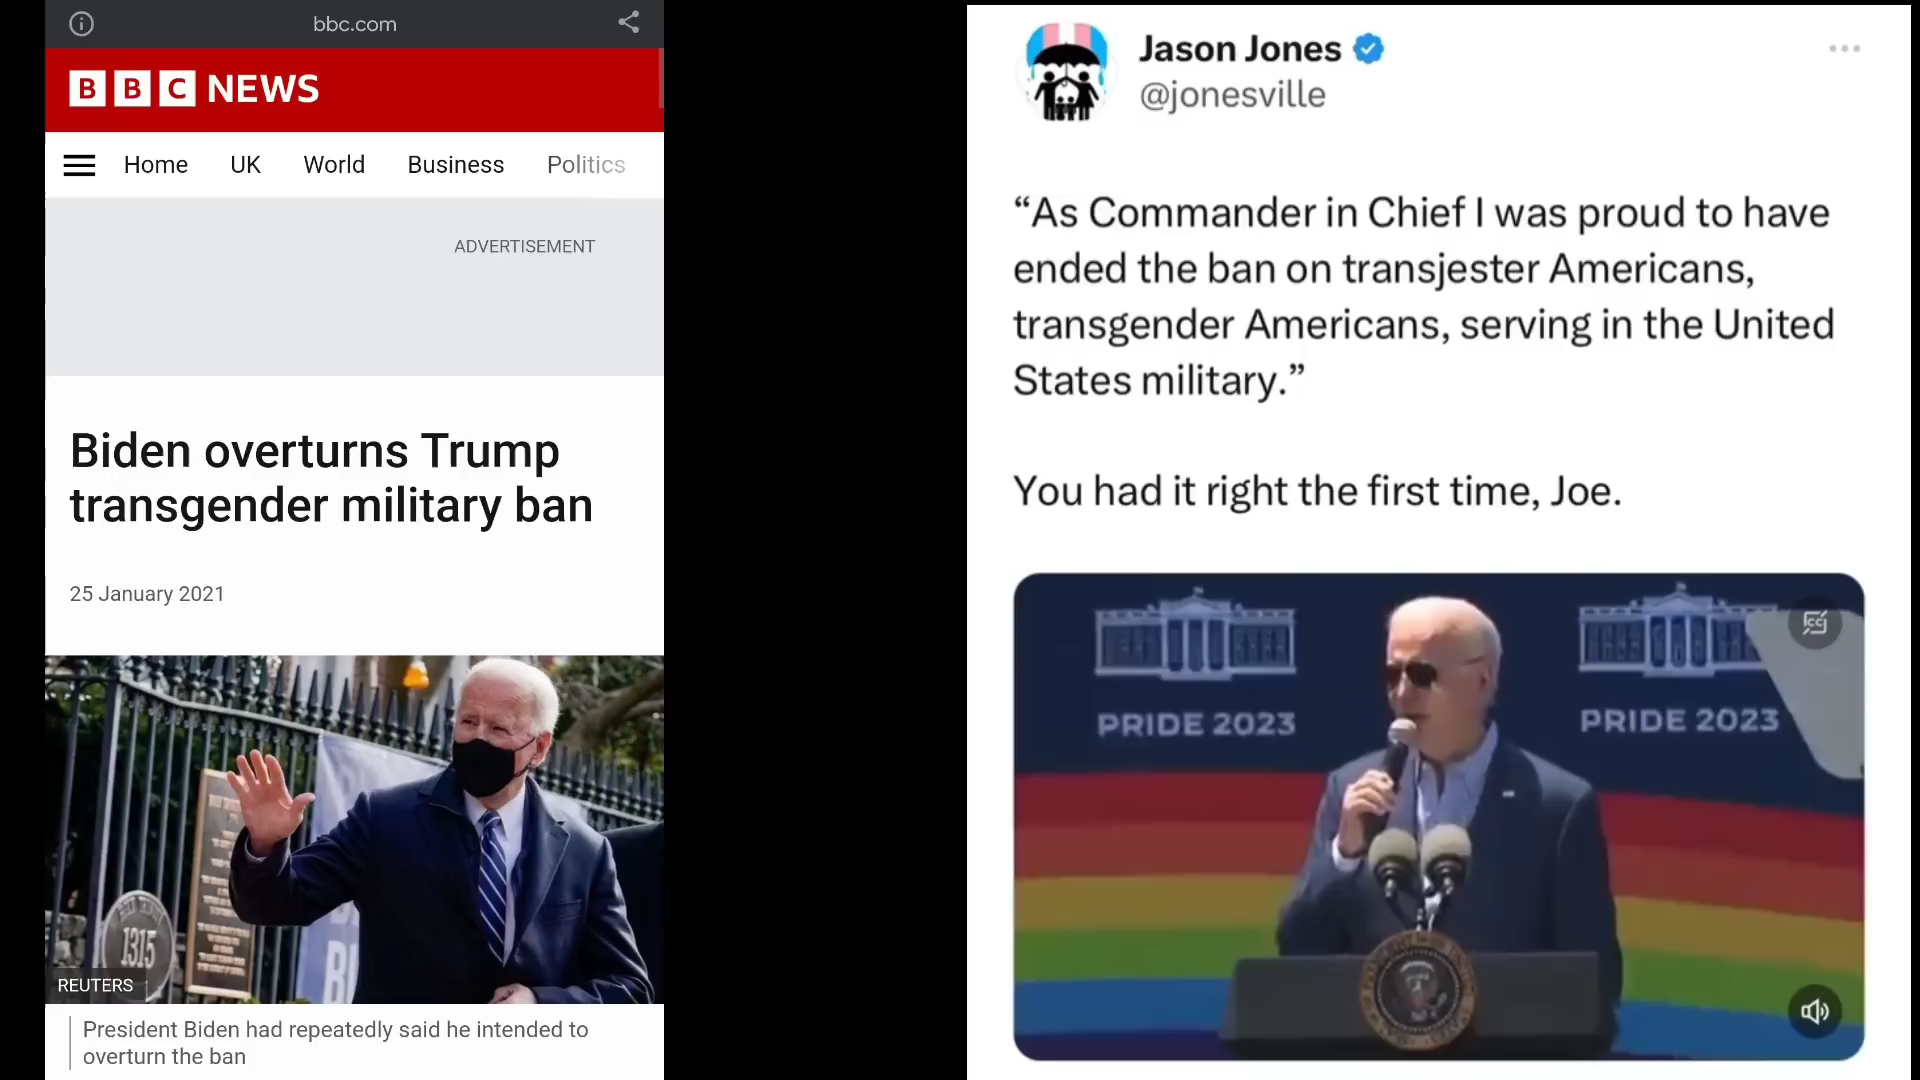 bbc.com
BBC NEWS
Home UK World Business Politics
ADVERTISEMENT
Biden overturns Trump
transgender military ban
25 January 2021
1315
REUTERS
President Biden had repeatedly said he intended to
overturn the ban
Jason Jones
@jonesville
“As Commander in Chief I was proud to have
ended the ban on transjester Americans,
transgender Americans, serving in the United
States military.”
You had it right the first time, Joe.
PRIDE 2023
PRIDE 2023